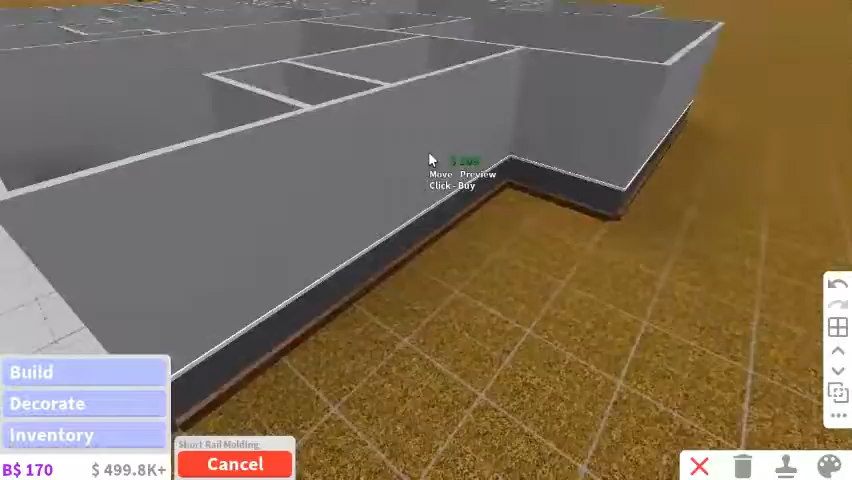 Move - Preview
Click - Buy
Build
Decorate
Inventory
B$ 170
$ 499.8K+
Short Rail Molding
Cancel